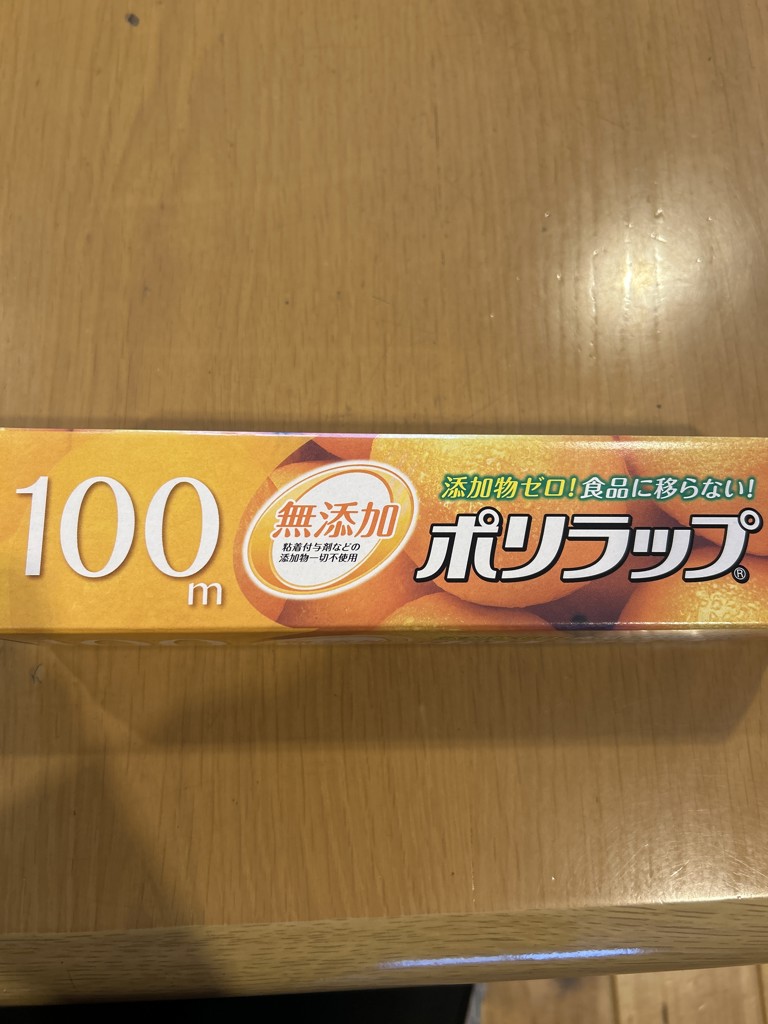 100m
無添加
粘着付与剤などの
添加物一切不使用
添加物ゼロ!食品に移らない!
ポリラップ®